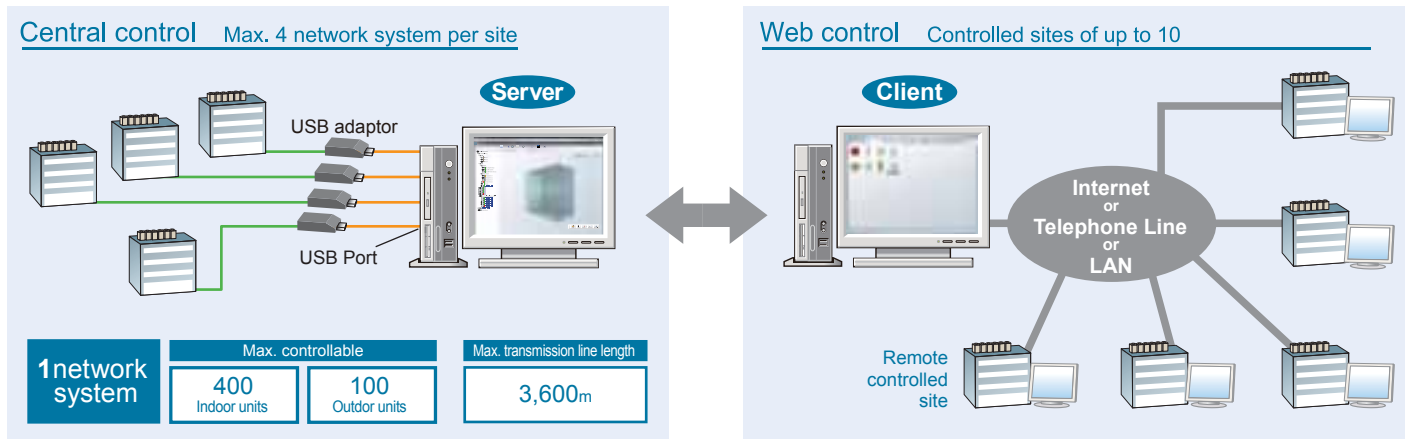 Central control Max. 4 network system per site
USB adaptor
Server
USB Port
1network
system
Max. controllable
400
Indoor units
100
Outdor units
Max. transmission line length
3,600m
Web control Controlled sites of up to 10
Client
Internet
or
Telephone Line
or
LAN
Remote
controlled
site